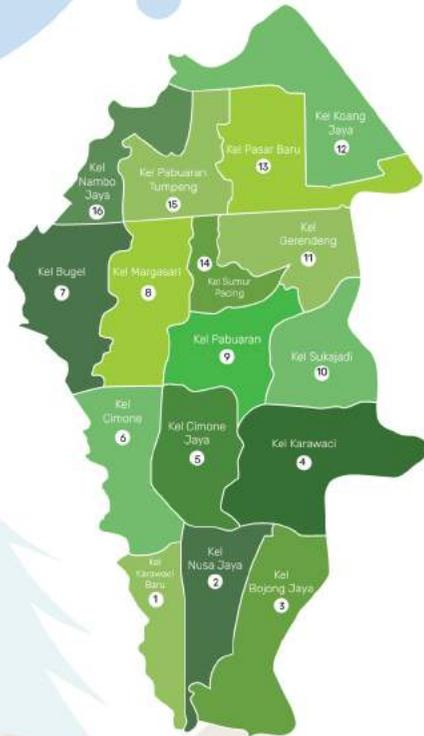 Kel Koang
Jaya
12
Kel Pasar Baru
13
Kel Pabuaran
Tumpeng
15
Kel
Nambo
Jaya
16
Kel
Gerendeng
11
14
Kel Sumur
Pacing
Kel Bugel
7
Kel Margasari
8
Kel Pabuaran
9
Kel Sukajadi
10
Kel
Cimone
6
Kel Cimone
Jaya
5
Kel Karawaci
4
Kel
Karawaci
Baru
1
Kel
Nusa Jaya
2
Kel
Bojong Jaya
3